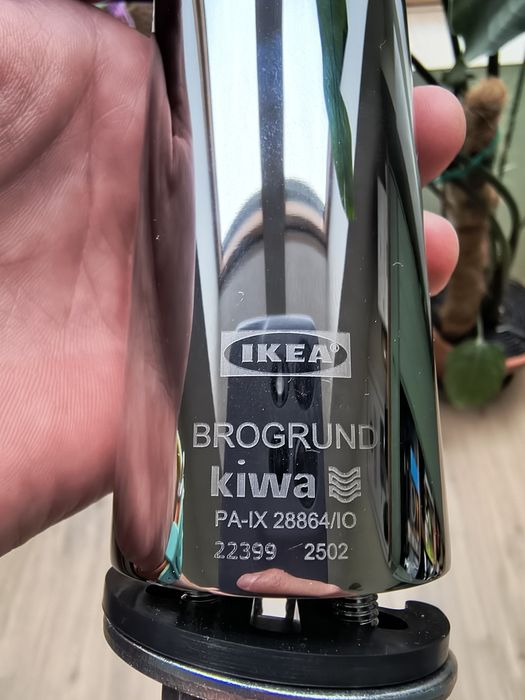 IKEA®
BROGRUND
kiwa
PA-IX 28864/IO
22399 2502